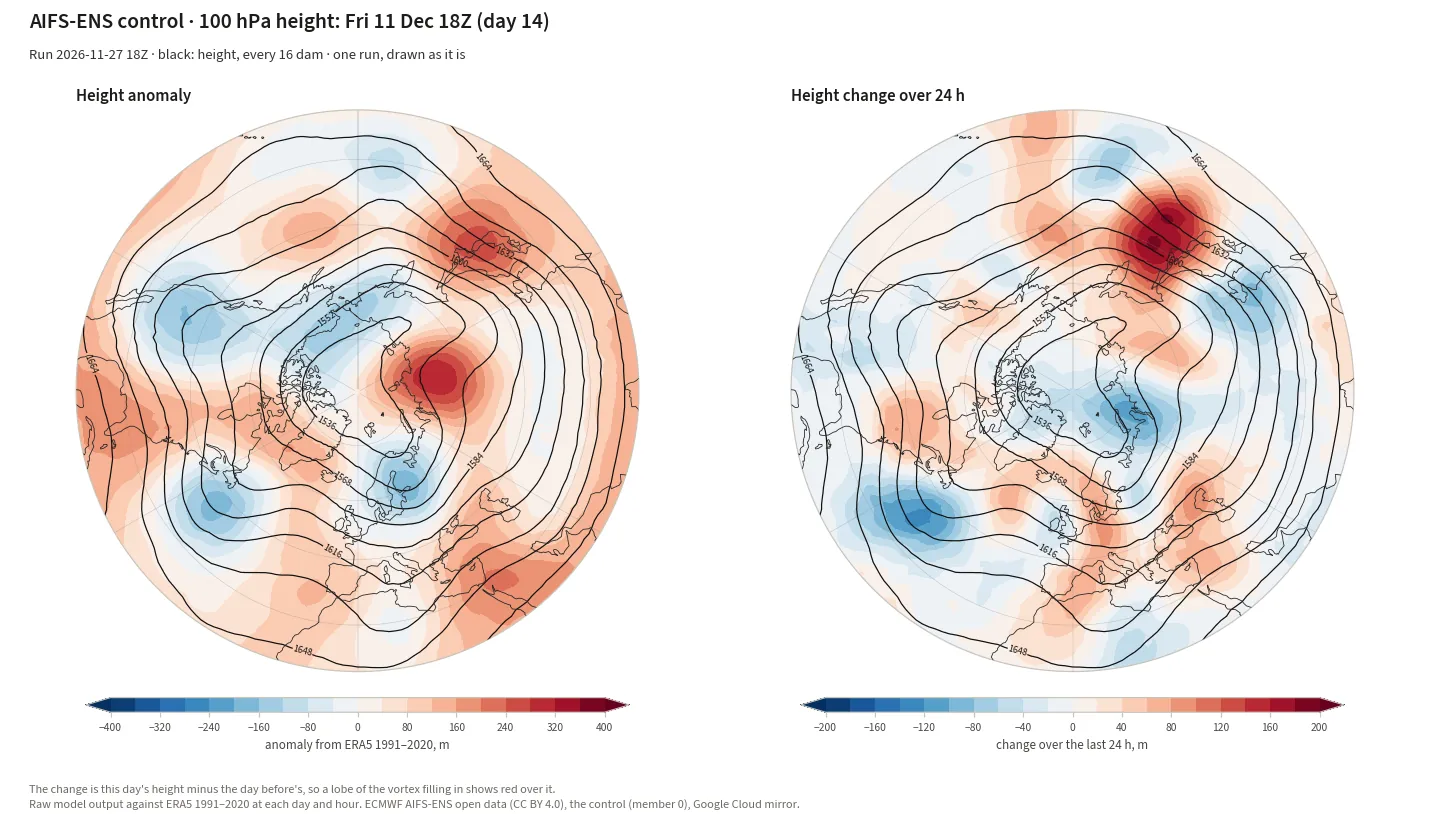 AIFS-ENS control · 100 hPa height: Fri 11 Dec 18Z (day 14)
Run 2026-11-27 18Z · black: height, every 16 dam · one run, drawn as it is
Height anomaly
Height change over 24 h
1664
1632
1600
1552
1664
1536
1584
1568
1616
1648
1664
1632
1600
1552
1664
1536
1584
1568
1616
1648
−400 −320 −240 −160 −80 0 80 160 240 320 400
anomaly from ERA5 1991–2020, m
−200 −160 −120 −80 −40 0 40 80 120 160 200
change over the last 24 h, m
The change is this day's height minus the day before's, so a lobe of the vortex filling in shows red over it.
Raw model output against ERA5 1991–2020 at each day and hour. ECMWF AIFS-ENS open data (CC BY 4.0), the control (member 0), Google Cloud mirror.